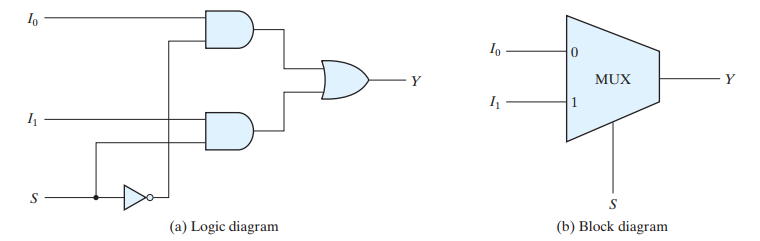 I₀
I₁
S
Y
(a) Logic diagram
I₀
0
MUX
I₁
1
Y
S
(b) Block diagram